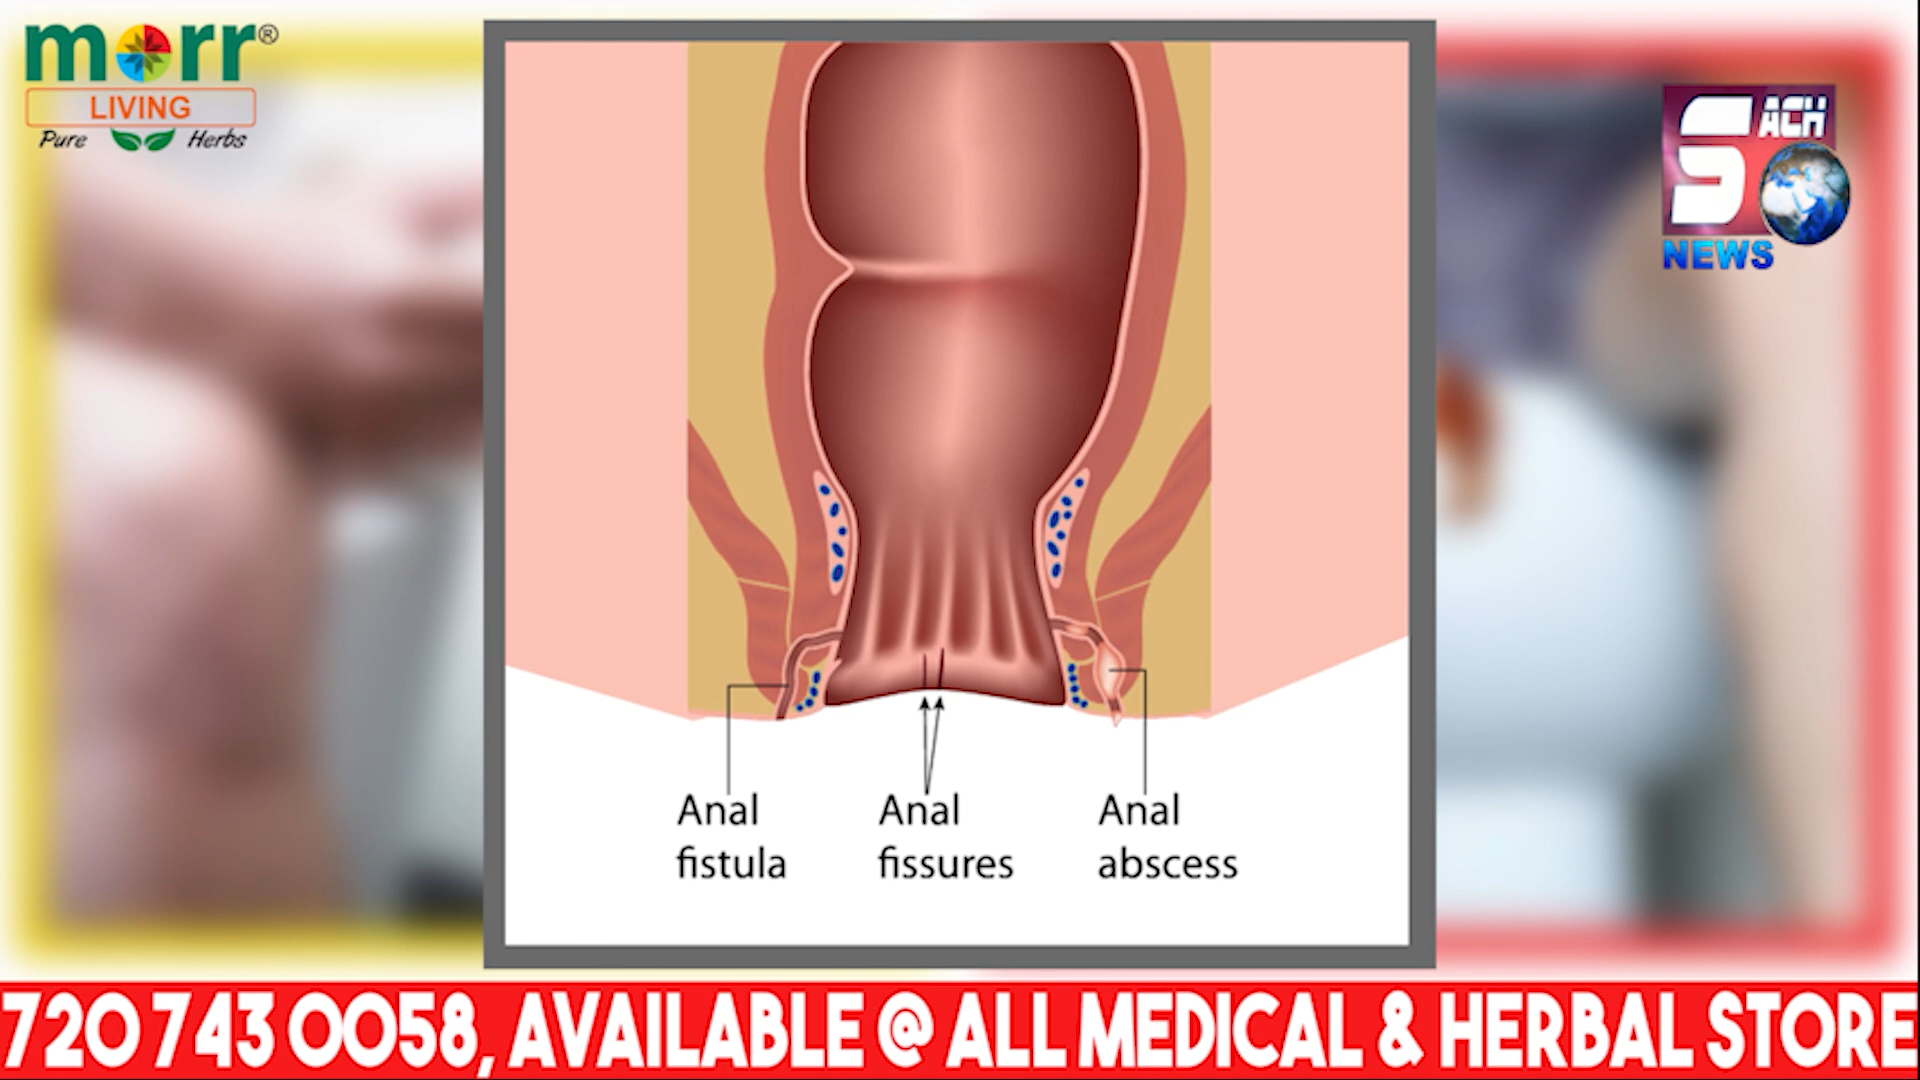 morr®
LIVING
Pure Herbs
SACH
NEWS
Anal
fistula
Anal
fissures
Anal
abscess
720 743 0058, AVAILABLE @ ALL MEDICAL & HERBAL STORE